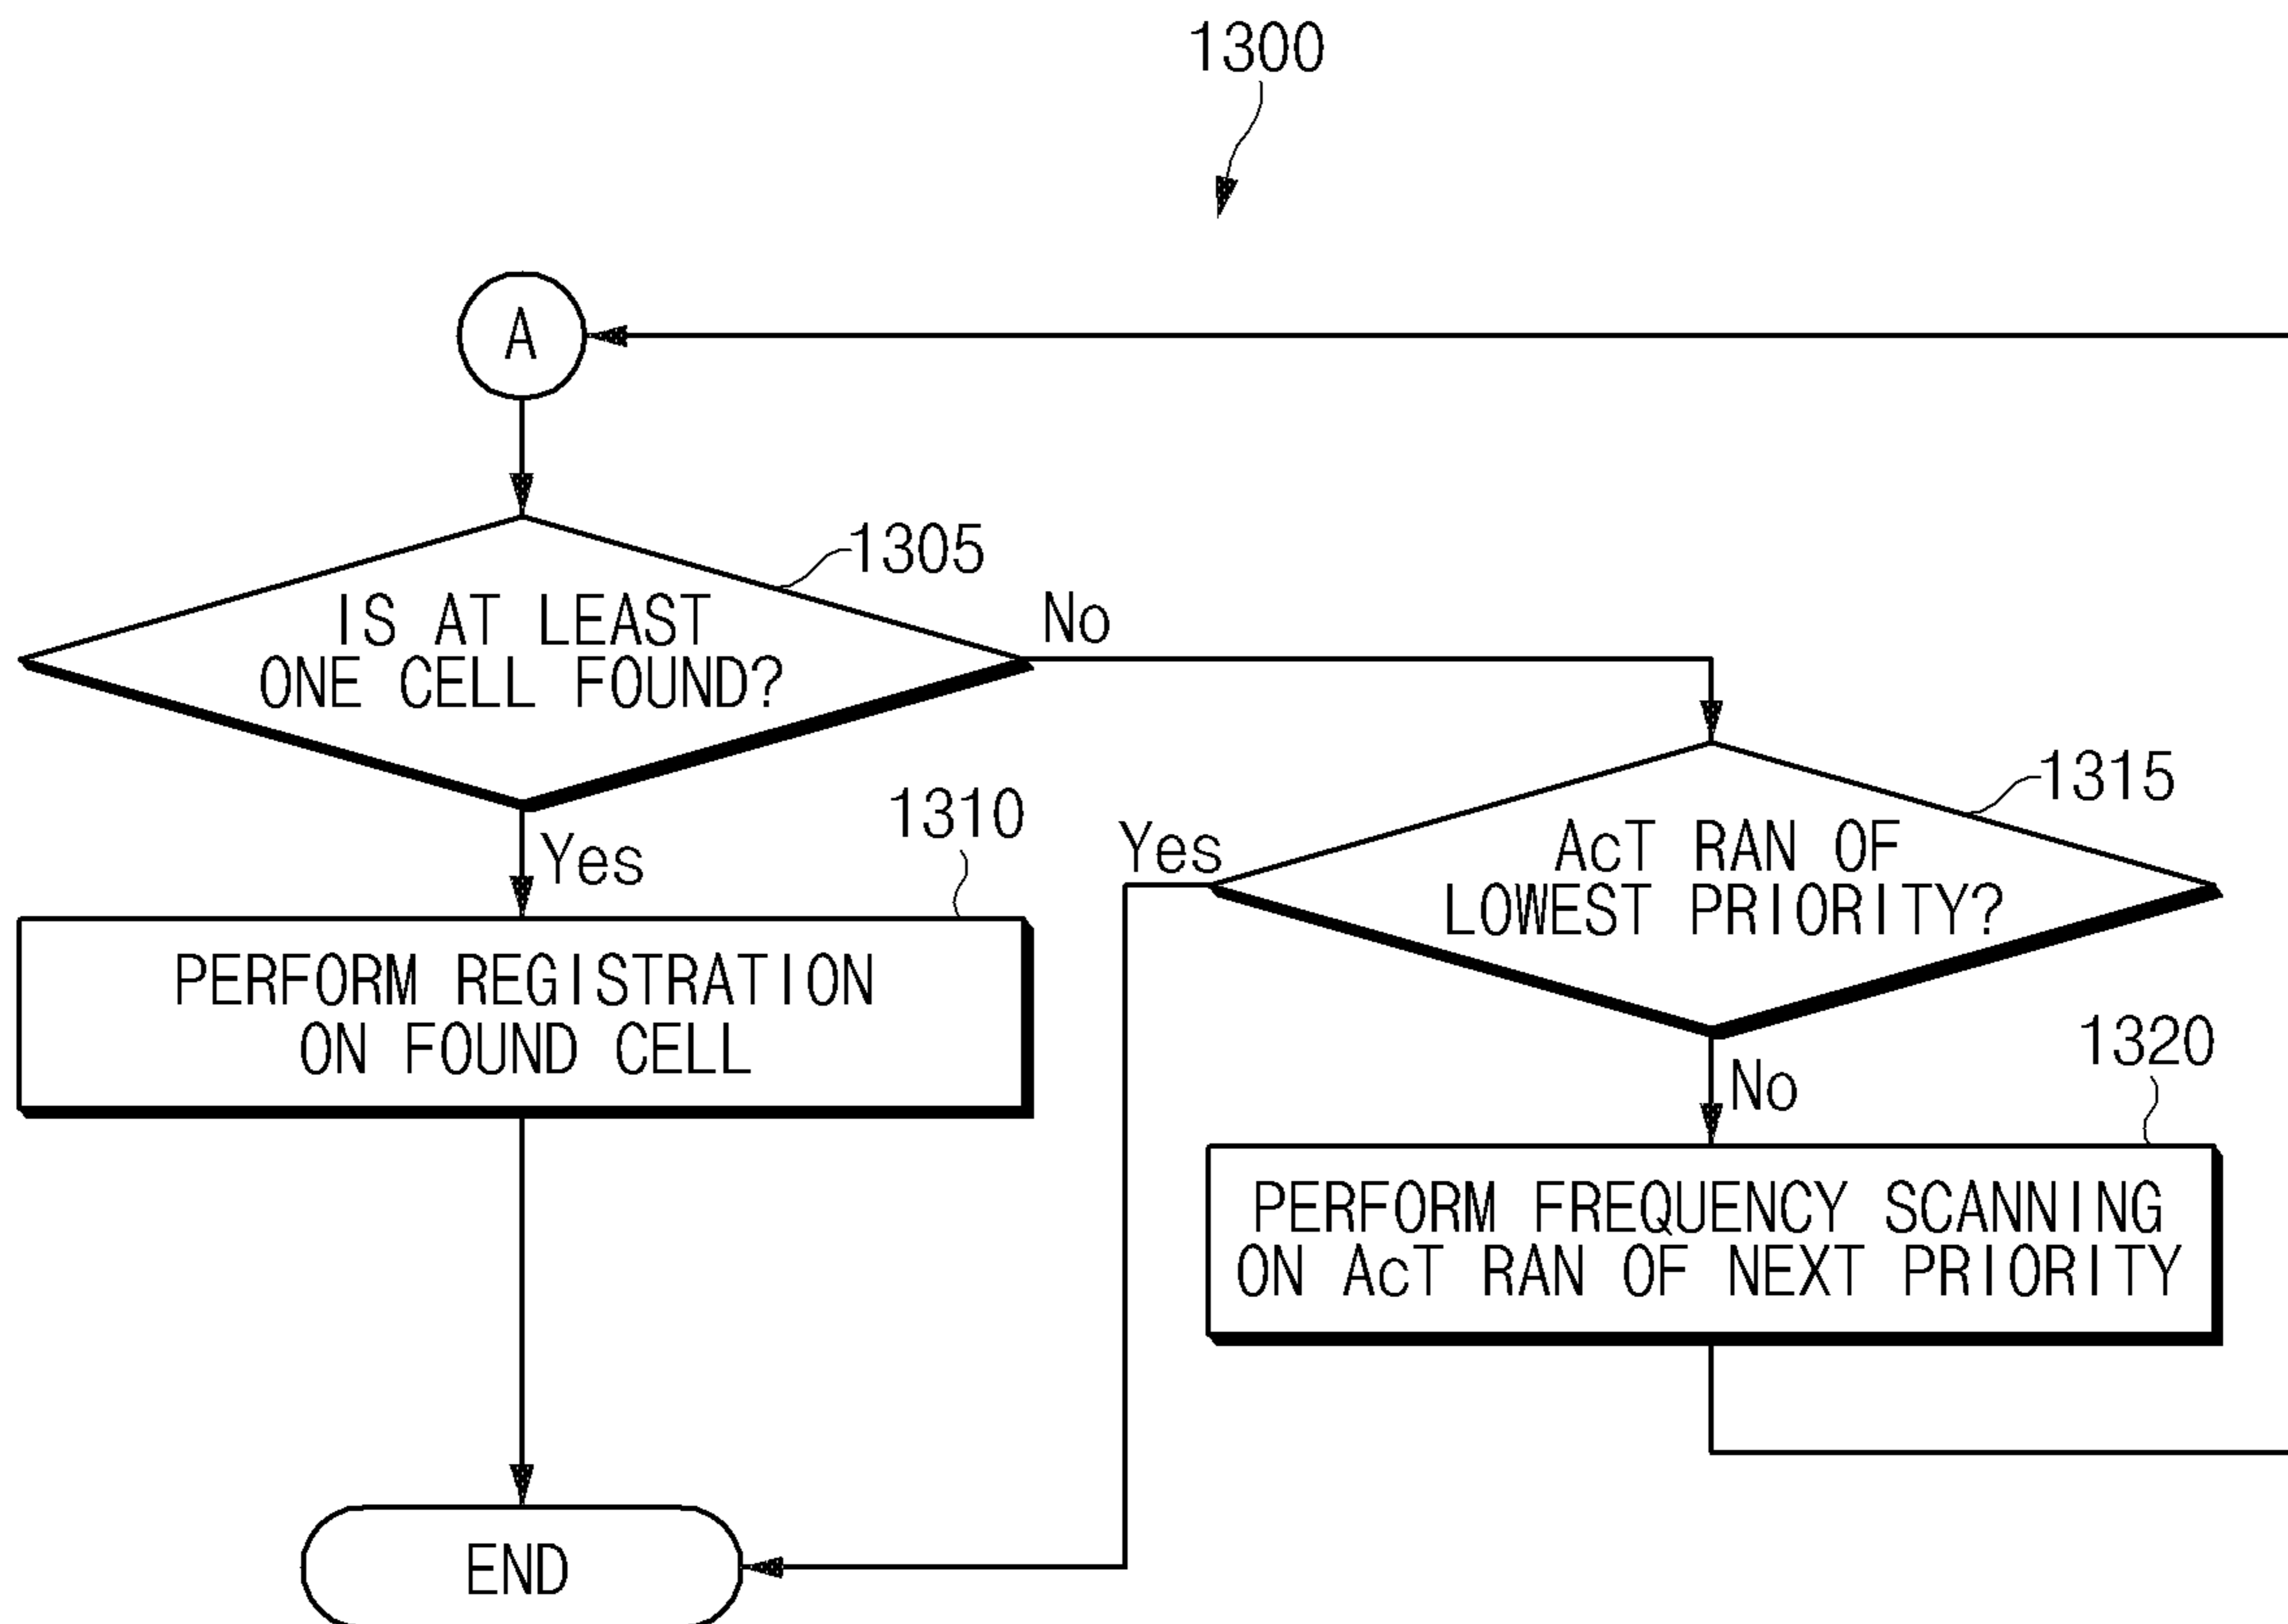 1300
A
1305
IS AT LEAST
ONE CELL FOUND?
No
Yes
1310
PERFORM REGISTRATION
ON FOUND CELL
1315
AcT RAN OF
LOWEST PRIORITY?
Yes
No
1320
PERFORM FREQUENCY SCANNING
ON AcT RAN OF NEXT PRIORITY
END